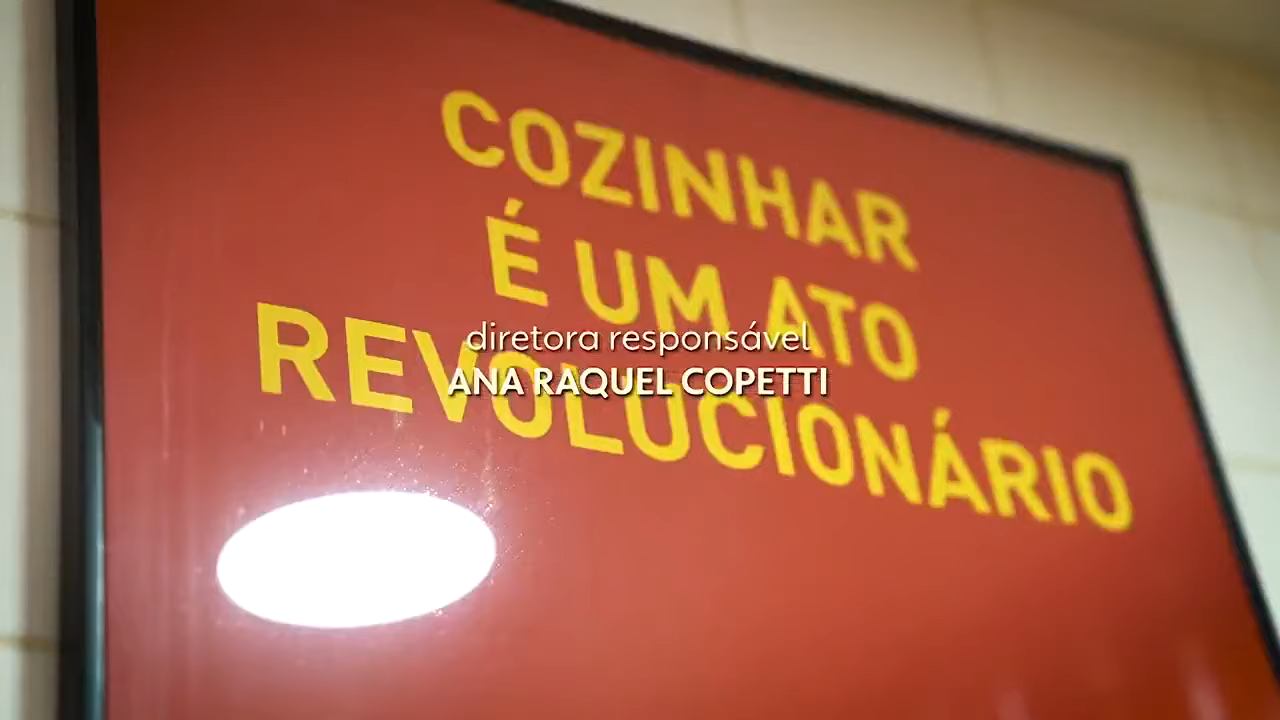 COZINHAR
É UM ATO
REVOLUCIONÁRIO
diretora responsável
ANA RAQUEL COPETTI